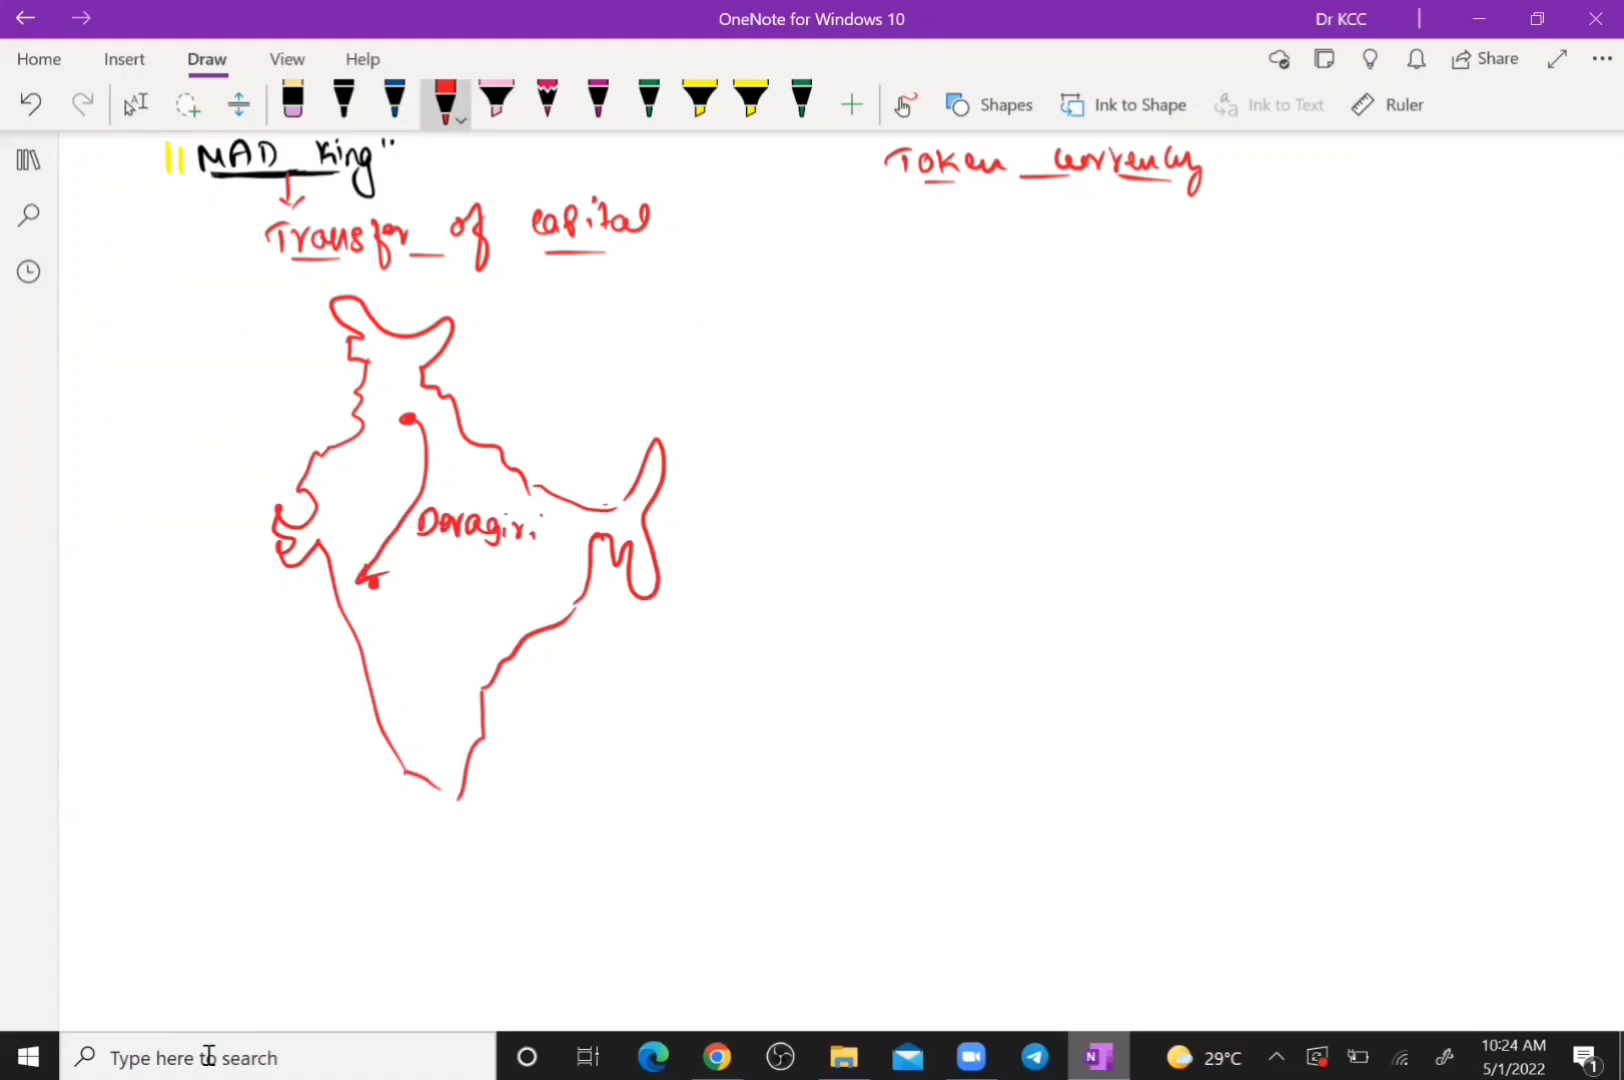 OneNote for Windows 10
Dr KCC
Home Insert Draw View Help
Share
Shapes
Ink to Shape
Ink to Text
Ruler
"MAD King"
Token currency
Transfer of capital
Devagiri
Type here to search
29°C
10:24 AM
5/1/2022
1